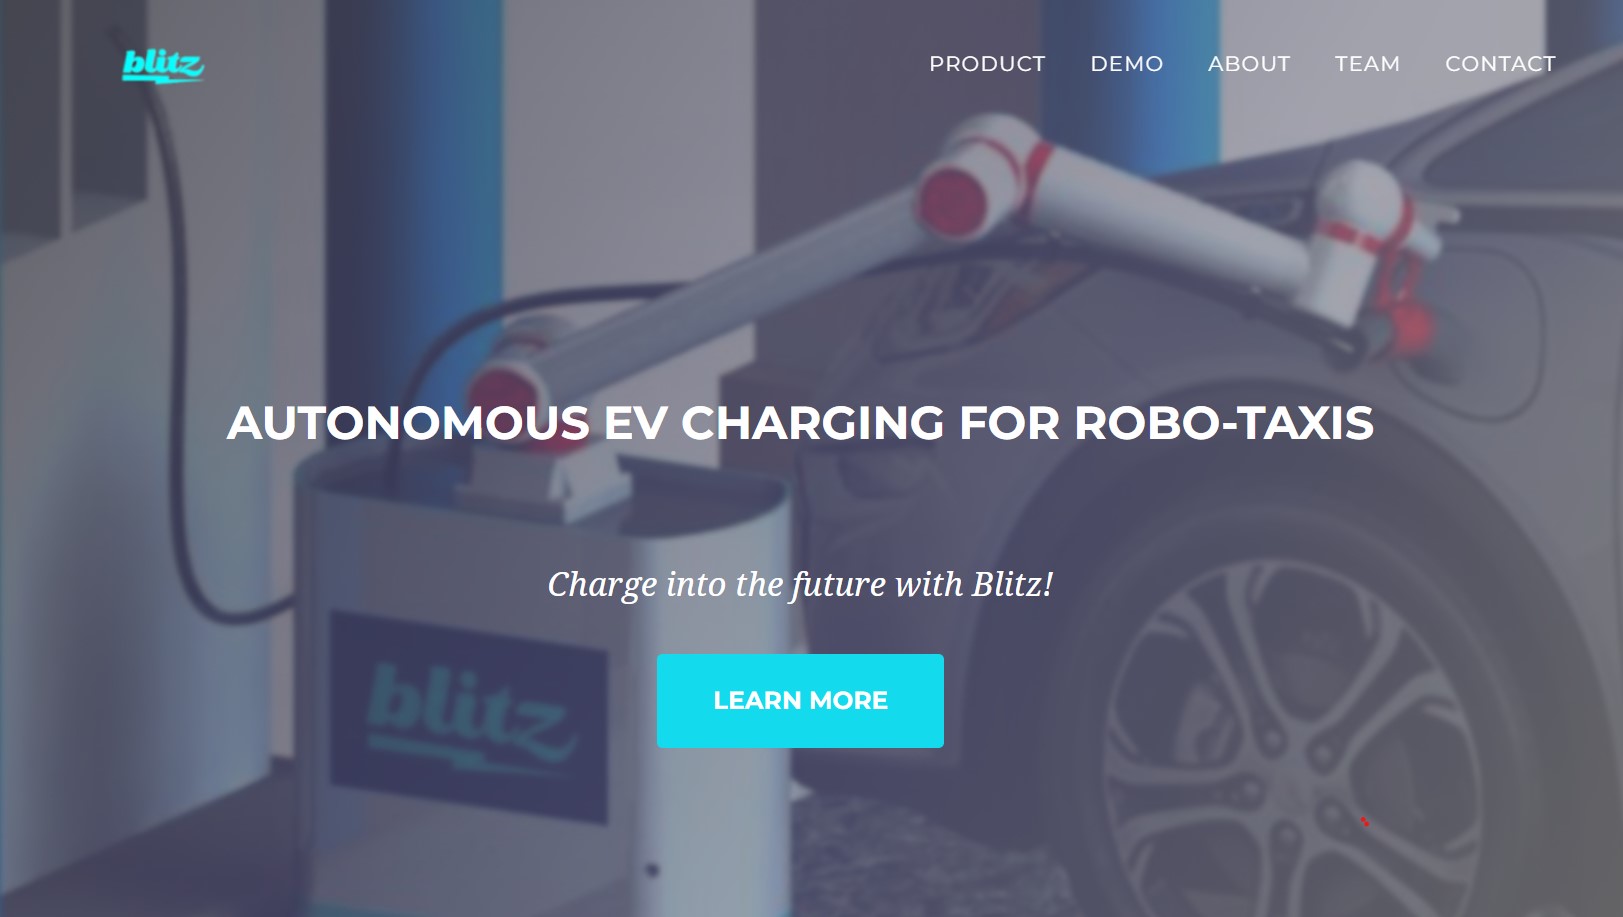 blitz
PRODUCT DEMO ABOUT TEAM CONTACT
AUTONOMOUS EV CHARGING FOR ROBO-TAXIS
Charge into the future with Blitz!
LEARN MORE
blitz